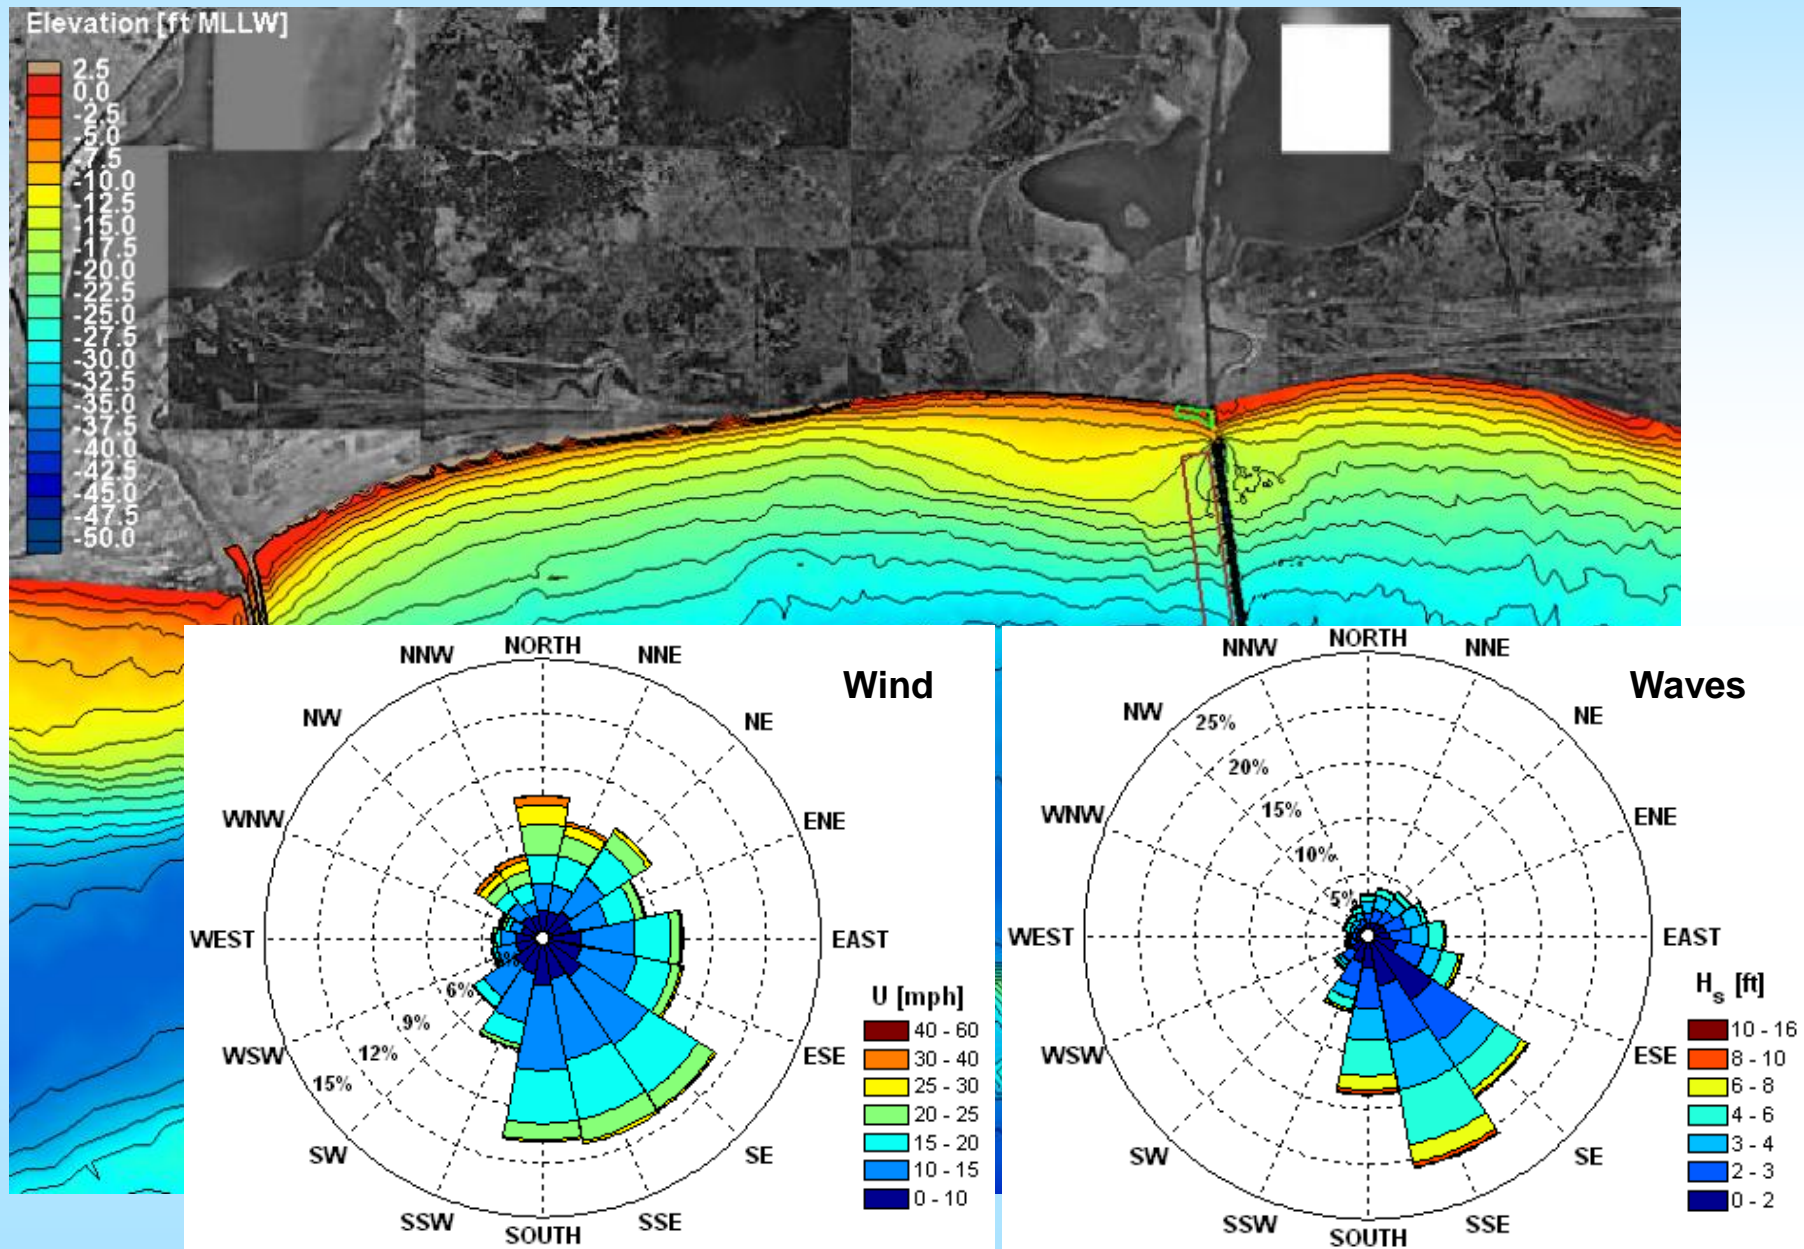 Elevation [ft MLLW]
2.5
0.0
-2.5
-5.0
-7.5
-10.0
-12.5
-15.0
-17.5
-20.0
-22.5
-25.0
-27.5
-30.0
-32.5
-35.0
-37.5
-40.0
-42.5
-45.0
-47.5
-50.0
Wind
NORTH
NNE
NE
ENE
EAST
ESE
SE
SSE
SOUTH
SSW
SW
WSW
WEST
WNW
NW
NNW
6%
9%
12%
15%
U [mph]
40 - 60
30 - 40
25 - 30
20 - 25
15 - 20
10 - 15
0 - 10
Waves
NORTH
NNE
NE
ENE
EAST
ESE
SE
SSE
SOUTH
SSW
SW
WSW
WEST
WNW
NW
NNW
25%
20%
15%
10%
5%
Hs [ft]
10 - 16
8 - 10
6 - 8
4 - 6
3 - 4
2 - 3
0 - 2